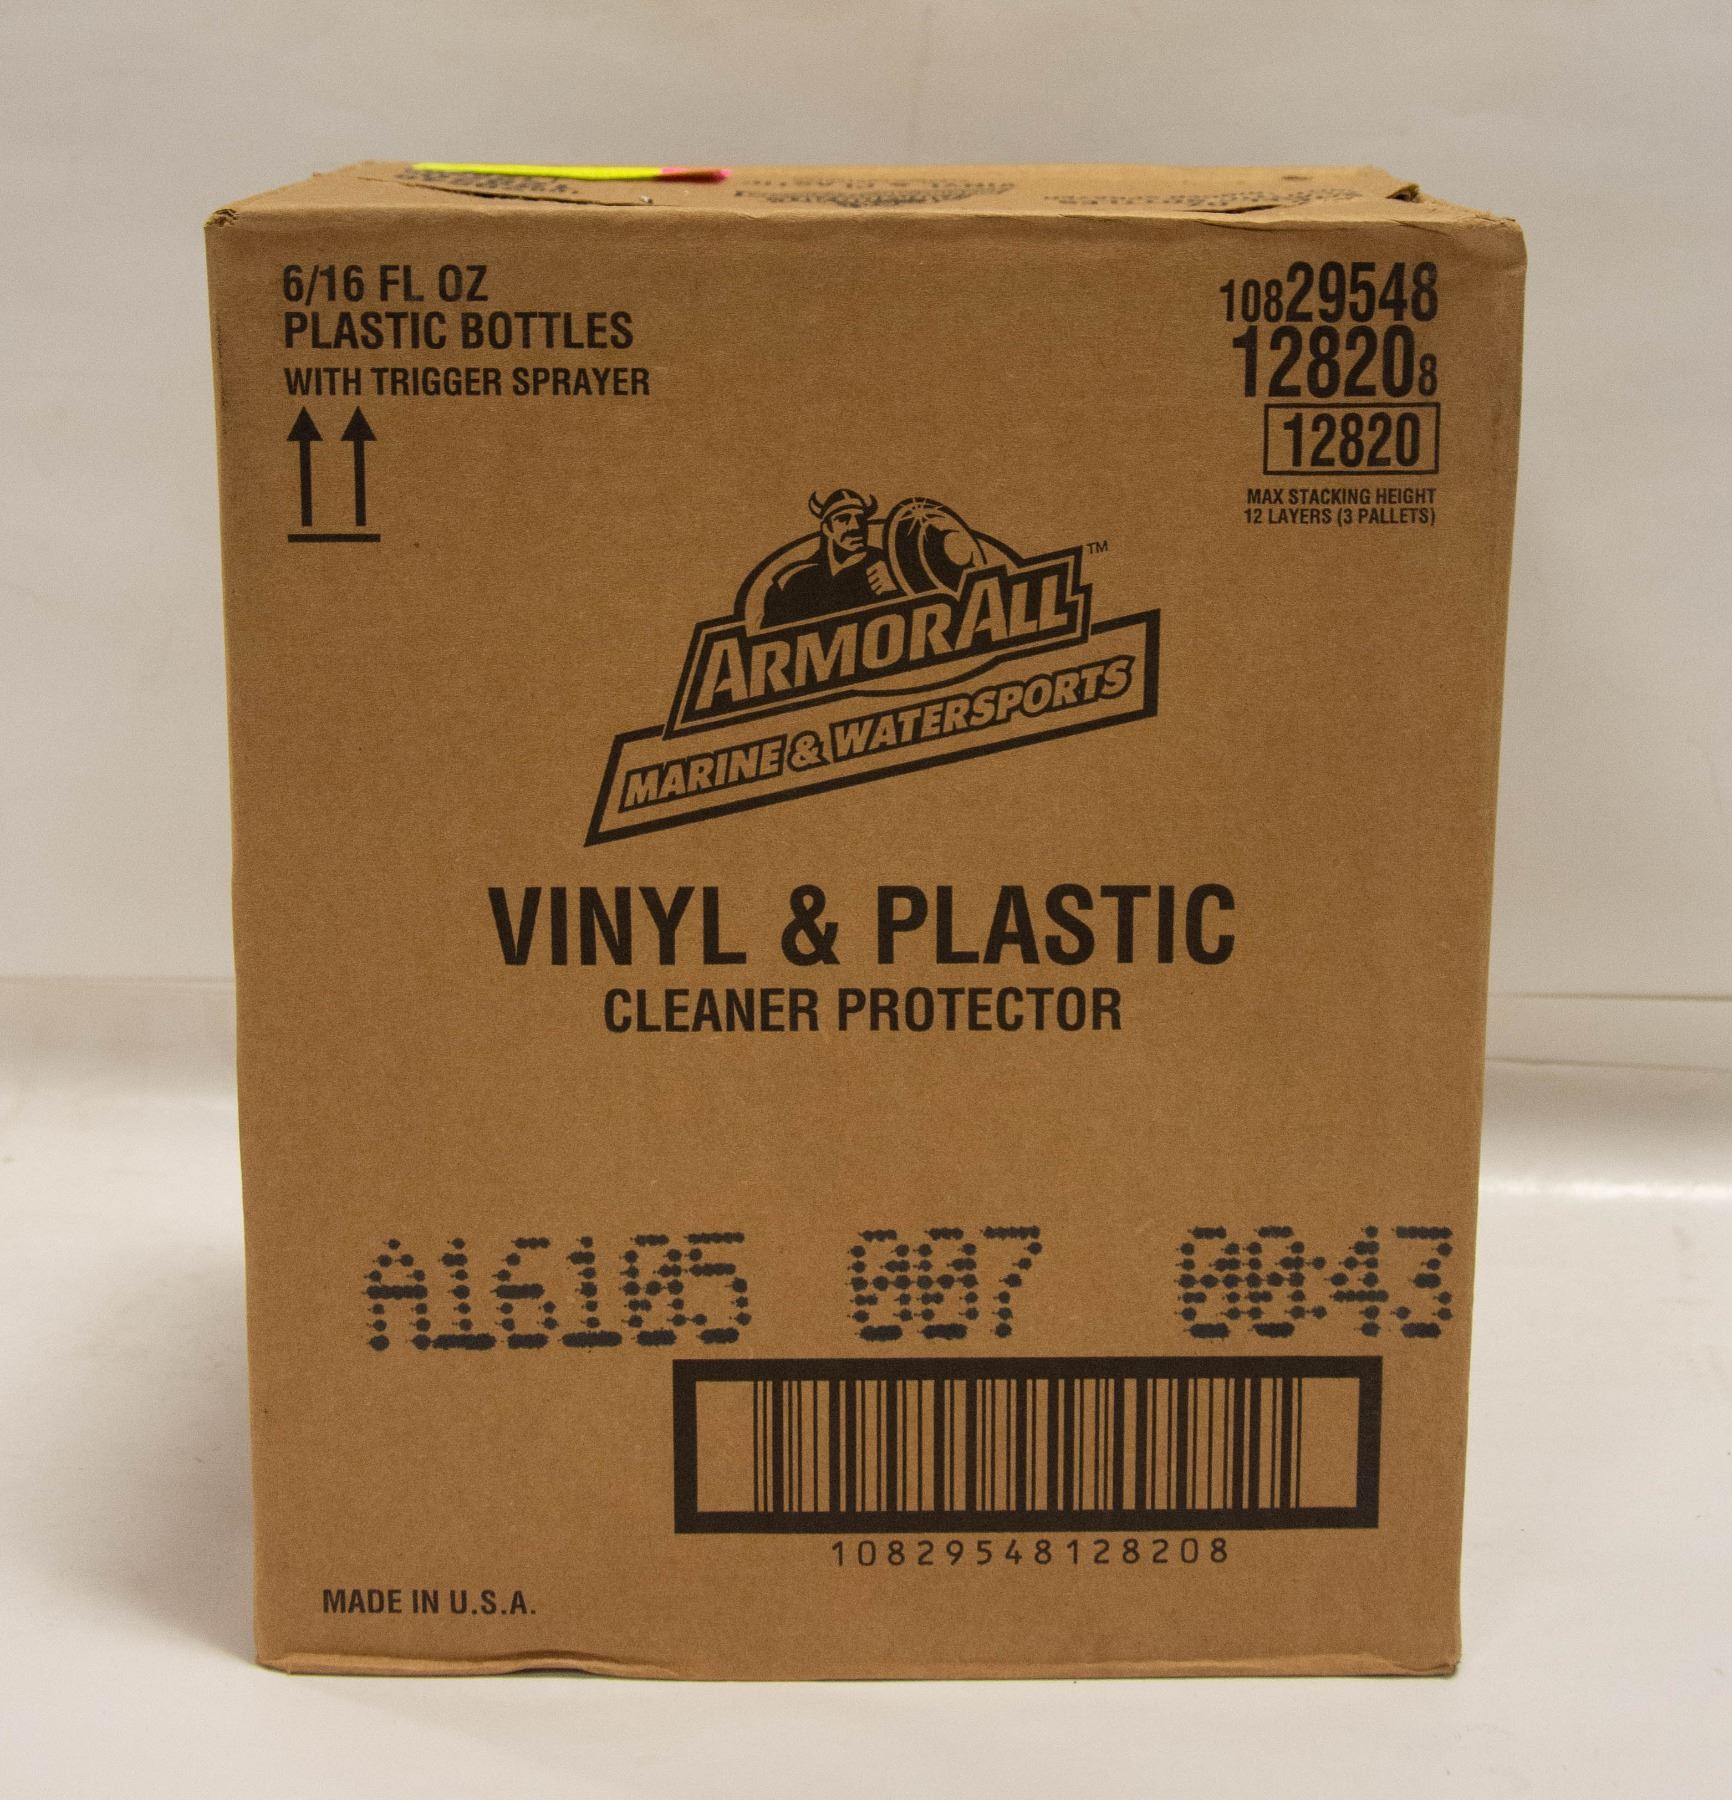 6/16 FL OZ
PLASTIC BOTTLES
WITH TRIGGER SPRAYER
10829548
128208
12820
MAX STACKING HEIGHT
12 LAYERS (3 PALLETS)
ARMORALL™
MARINE & WATERSPORTS
VINYL & PLASTIC
CLEANER PROTECTOR
A16105 007 0043
10829548128208
MADE IN U.S.A.